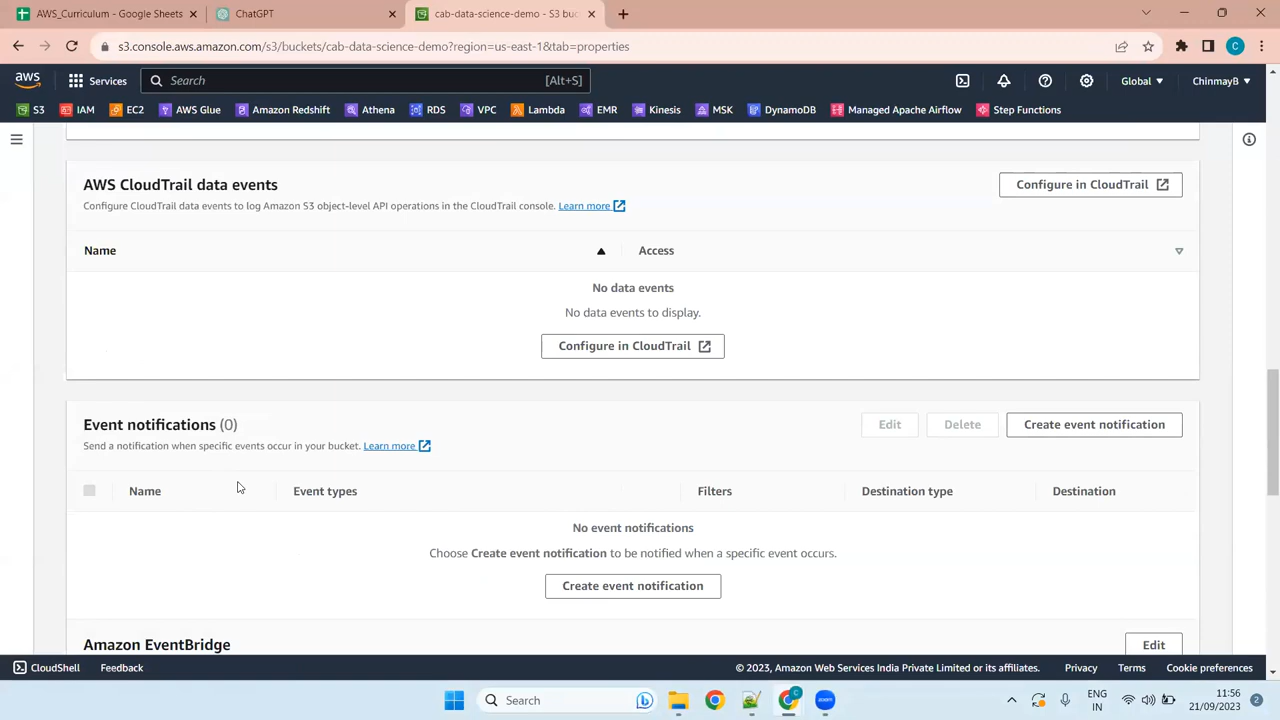 AWS_Curriculum - Google Sheets
ChatGPT
cab-data-science-demo - S3 buc
s3.console.aws.amazon.com/s3/buckets/cab-data-science-demo?region=us-east-1&tab=properties
C
aws Services Search [Alt+S] Global ChinmayB
S3 IAM EC2 AWS Glue Amazon Redshift Athena RDS VPC Lambda EMR Kinesis MSK DynamoDB Managed Apache Airflow Step Functions
AWS CloudTrail data events
Configure in CloudTrail
Configure CloudTrail data events to log Amazon S3 object-level API operations in the CloudTrail console. Learn more
Name Access
No data events
No data events to display.
Configure in CloudTrail
Event notifications (0)
Edit Delete Create event notification
Send a notification when specific events occur in your bucket. Learn more
Name Event types Filters Destination type Destination
No event notifications
Choose Create event notification to be notified when a specific event occurs.
Create event notification
Amazon EventBridge
Edit
CloudShell Feedback © 2023, Amazon Web Services India Private Limited or its affiliates. Privacy Terms Cookie preferences
Search
C
zoom
ENG
IN
11:56
21/09/2023
2